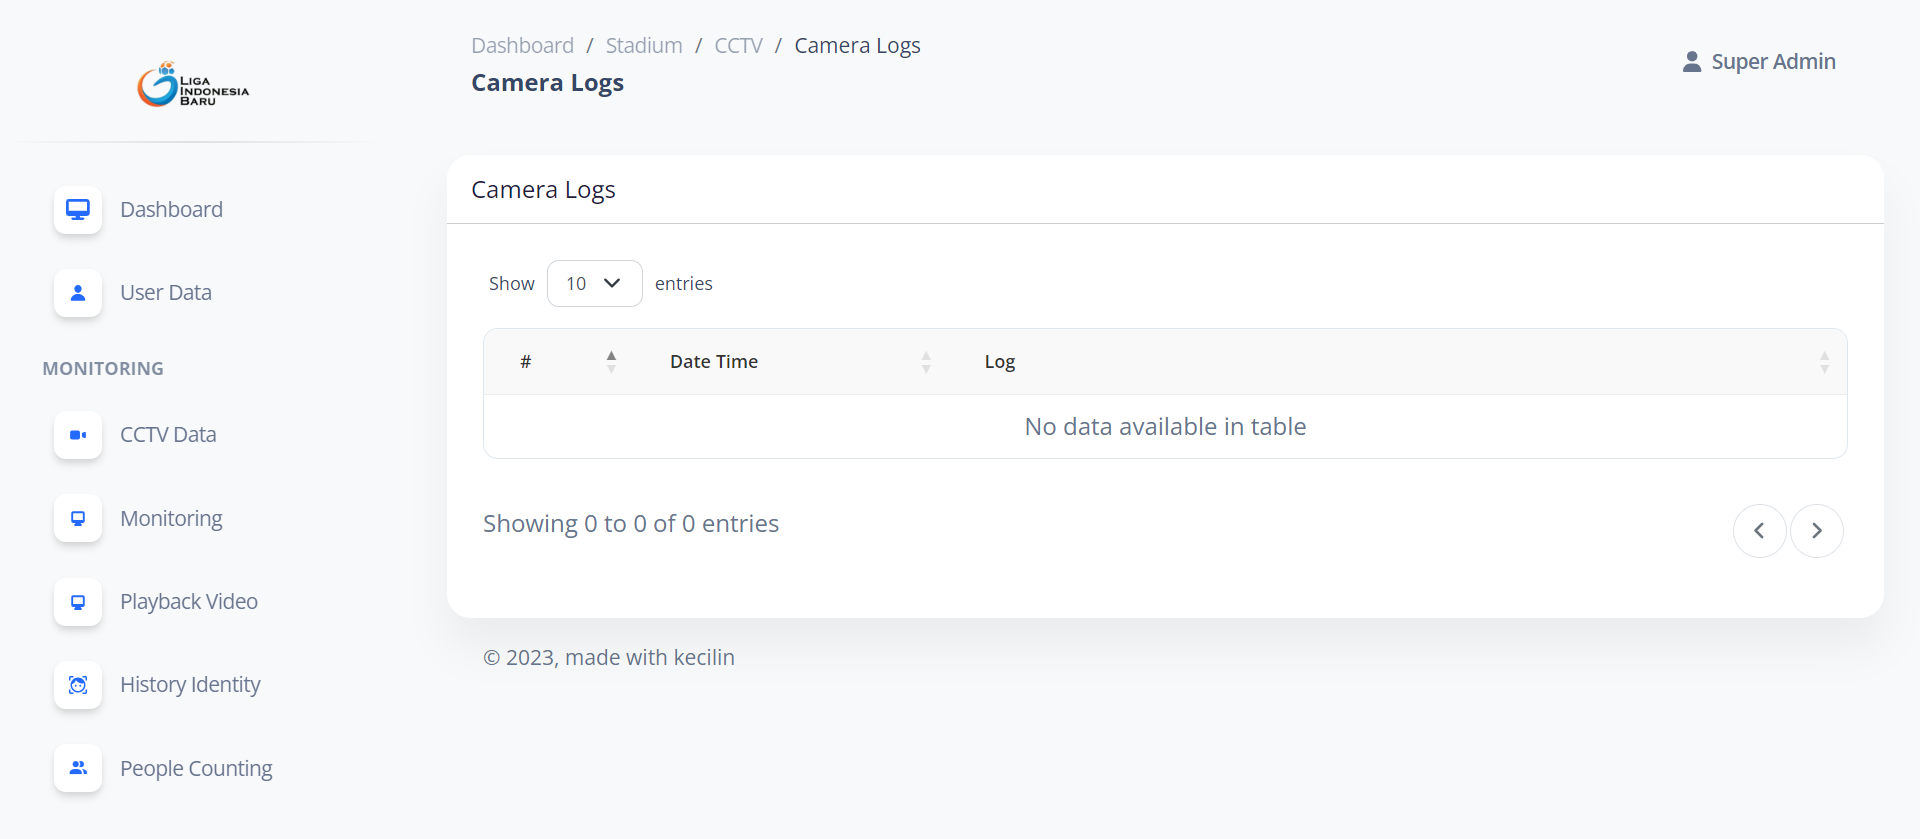 LIGA
INDONESIA
BARU
Dashboard / Stadium / CCTV / Camera Logs
Camera Logs
Super Admin
Dashboard
User Data
MONITORING
CCTV Data
Monitoring
Playback Video
History Identity
People Counting
Camera Logs
Show 10 entries
# Date Time Log
No data available in table
Showing 0 to 0 of 0 entries
© 2023, made with kecilin